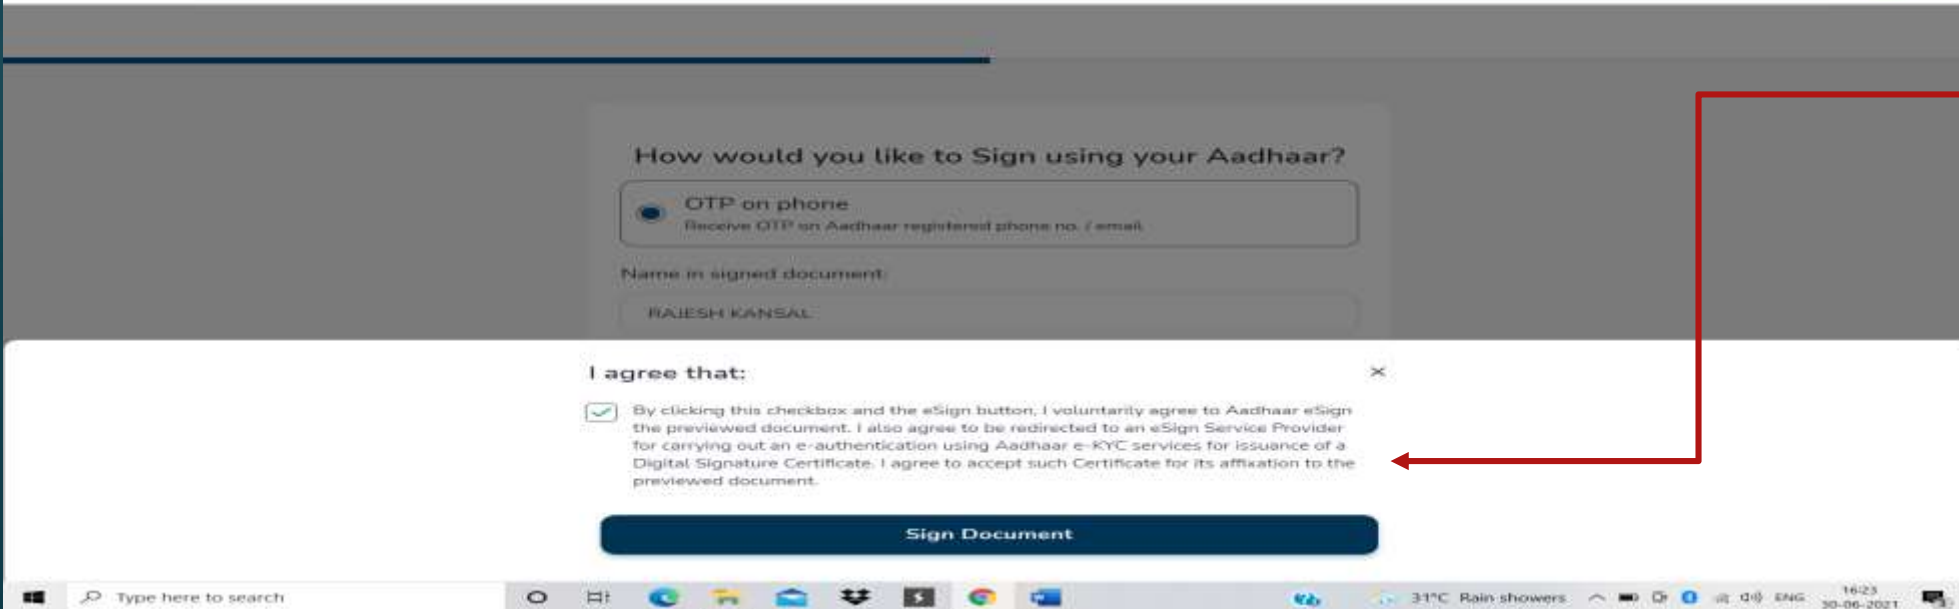 How would you like to Sign using your Aadhaar?
OTP on phone
Receive OTP on Aadhaar registered phone no. / email
Name in signed document:
RAJESH KANSAL
I agree that:
By clicking this checkbox and the eSign button, I voluntarily agree to Aadhaar eSign
the previewed document. I also agree to be redirected to an eSign Service Provider
for carrying out an e-authentication using Aadhaar e-KYC services for issuance of a
Digital Signature Certificate. I agree to accept such Certificate for its affixation to the
previewed document.
Sign Document
Type here to search
31°C Rain showers
ENG
16:23
30-06-2021